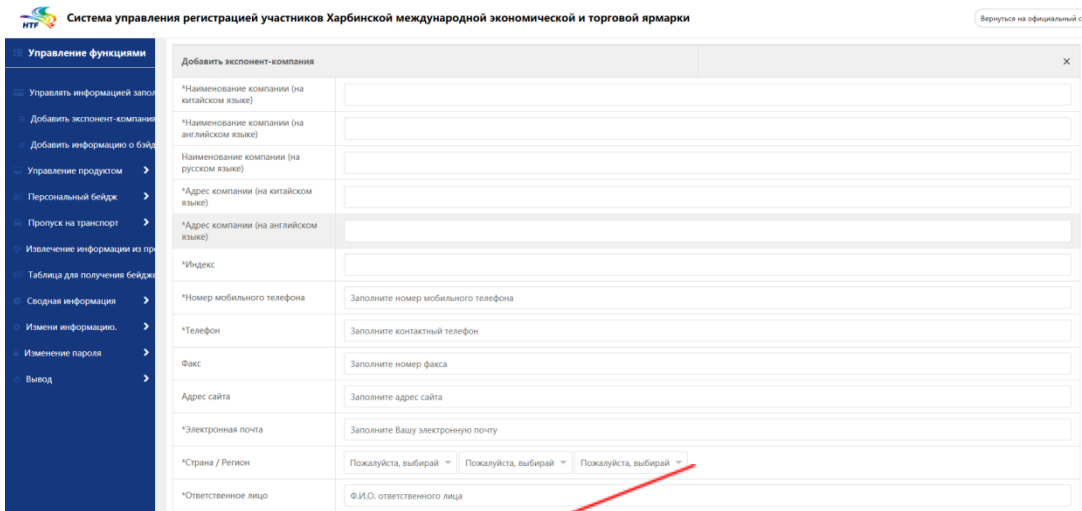 HTF
Система управления регистрацией участников Харбинской международной экономической и торговой ярмарки
Вернуться на официальный с
Управление функциями
Управлять информацией запол
Добавить экспонент-компания
Добавить информацию о бэйд
Управление продуктом
Персональный бейдж
Пропуск на транспорт
Извлечение информации из пр
Таблица для получения бейдже
Сводная информация
Измени информацию.
Изменение пароля
Вывод
Добавить экспонент-компания
*Наименование компании (на
китайском языке)
*Наименование компании (на
английском языке)
Наименование компании (на
русском языке)
*Адрес компании (на китайском
языке)
*Адрес компании (на английском
языке)
*Индекс
*Номер мобильного телефона
Заполните номер мобильного телефона
*Телефон
Заполните контактный телефон
Факс
Заполните номер факса
Адрес сайта
Заполните адрес сайта
*Электронная почта
Заполните Вашу электронную почту
*Страна / Регион
Пожалуйста, выбирай Пожалуйста, выбирай Пожалуйста, выбирай
*Ответственное лицо
Ф.И.О. ответственного лица